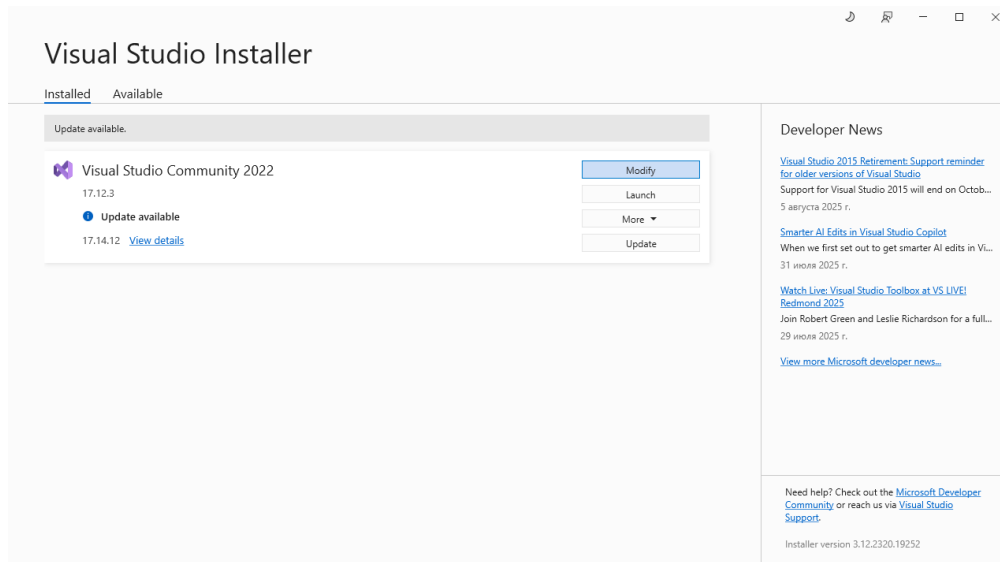 Visual Studio Installer
Installed
Available
Update available.
Visual Studio Community 2022
17.12.3
Update available
17.14.12 View details
Modify
Launch
More
Update
Developer News
Visual Studio 2015 Retirement: Support reminder
for older versions of Visual Studio
Support for Visual Studio 2015 will end on Octob...
5 августа 2025 г.
Smarter AI Edits in Visual Studio Copilot
When we first set out to get smarter AI edits in Vi...
31 июля 2025 г.
Watch Live: Visual Studio Toolbox at VS LIVE!
Redmond 2025
Join Robert Green and Leslie Richardson for a full...
29 июля 2025 г.
View more Microsoft developer news...
Need help? Check out the Microsoft Developer
Community or reach us via Visual Studio
Support.
Installer version 3.12.2320.19252